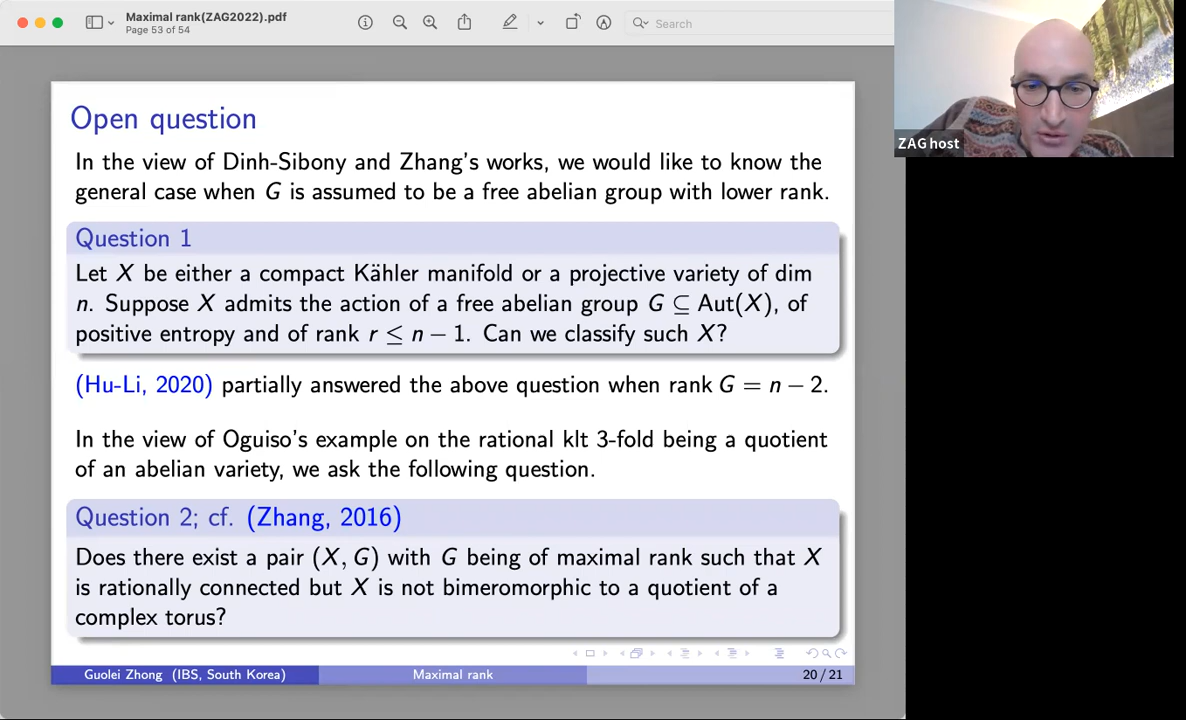 Maximal rank(ZAG2022).pdf
Page 53 of 54
Search
ZAG host
Open question
In the view of Dinh-Sibony and Zhang's works, we would like to know the
general case when G is assumed to be a free abelian group with lower rank.
Question 1
Let X be either a compact Kähler manifold or a projective variety of dim
n. Suppose X admits the action of a free abelian group G ⊆ Aut(X), of
positive entropy and of rank r ≤ n − 1. Can we classify such X?
(Hu-Li, 2020) partially answered the above question when rank G = n − 2.
In the view of Oguiso's example on the rational klt 3-fold being a quotient
of an abelian variety, we ask the following question.
Question 2; cf. (Zhang, 2016)
Does there exist a pair (X, G) with G being of maximal rank such that X
is rationally connected but X is not bimeromorphic to a quotient of a
complex torus?
Guolei Zhong (IBS, South Korea)
Maximal rank
20 / 21